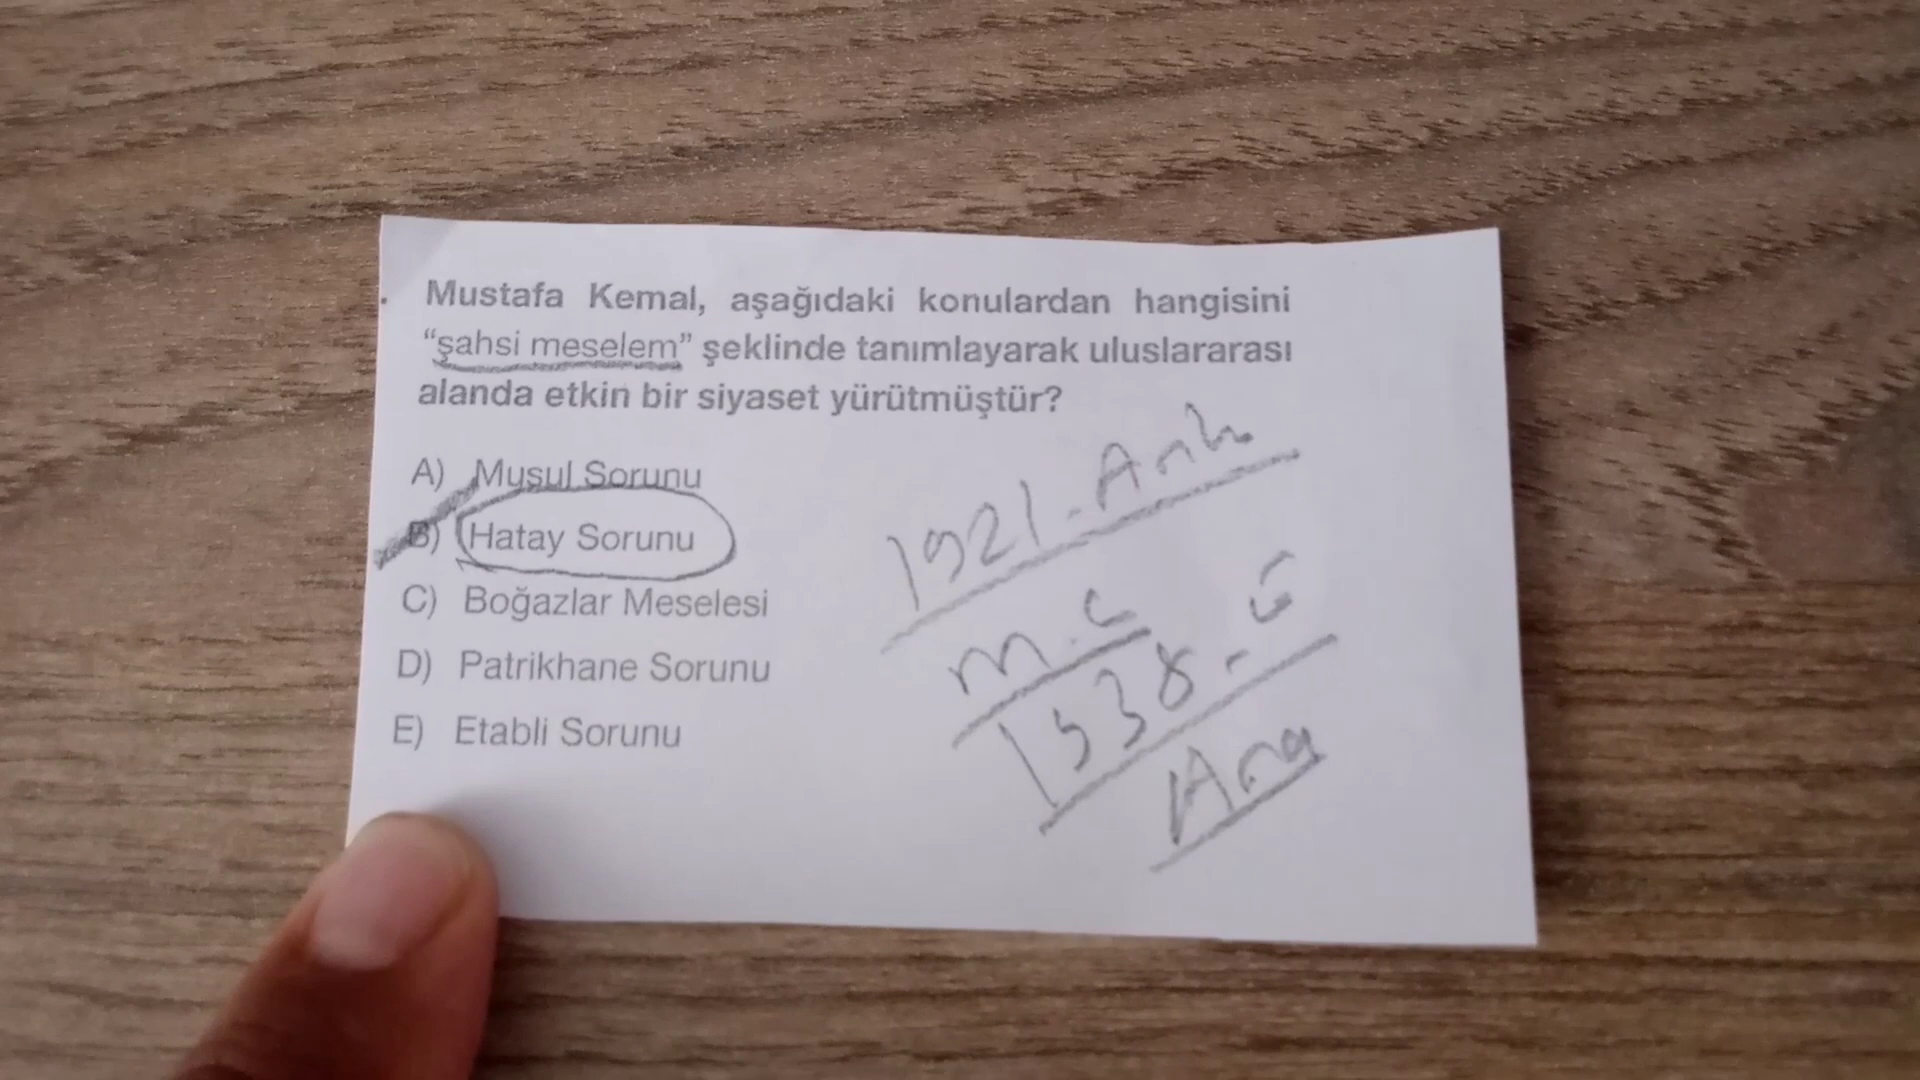 Mustafa Kemal, aşağıdaki konulardan hangisini
“şahsi meselem” şeklinde tanımlayarak uluslararası
alanda etkin bir siyaset yürütmüştür?
A) Musul Sorunu
B) Hatay Sorunu
C) Boğazlar Meselesi
D) Patrikhane Sorunu
E) Etabli Sorunu
1921-Ank
m.c
1938-
Ana